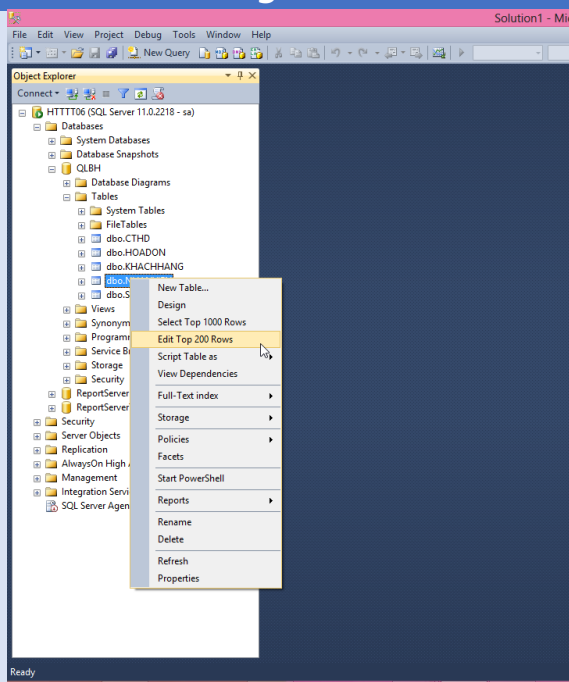 Solution1 - Mi
File Edit View Project Debug Tools Window Help
New Query
Object Explorer
Connect
HTTTT06 (SQL Server 11.0.2218 - sa)
Databases
System Databases
Database Snapshots
QLBH
Database Diagrams
Tables
System Tables
FileTables
dbo.CTHD
dbo.HOADON
dbo.KHACHHANG
dbo.
dbo.S
Views
Synonym
Program
Service B
Storage
Security
ReportServer
ReportServer
Security
Server Objects
Replication
AlwaysOn High
Management
Integration Servi
SQL Server Agen
New Table...
Design
Select Top 1000 Rows
Edit Top 200 Rows
Script Table as
View Dependencies
Full-Text index
Storage
Policies
Facets
Start PowerShell
Reports
Rename
Delete
Refresh
Properties
Ready